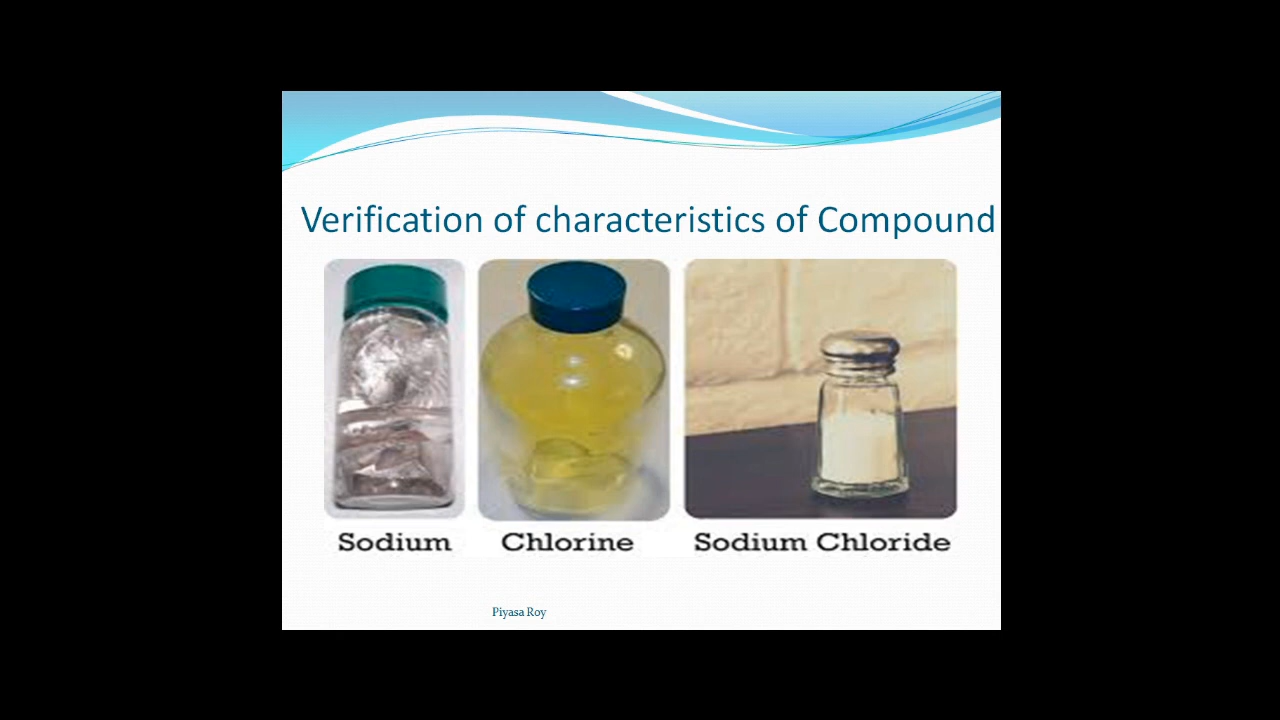 Verification of characteristics of Compound
Sodium
Chlorine
Sodium Chloride
Piyasa Roy